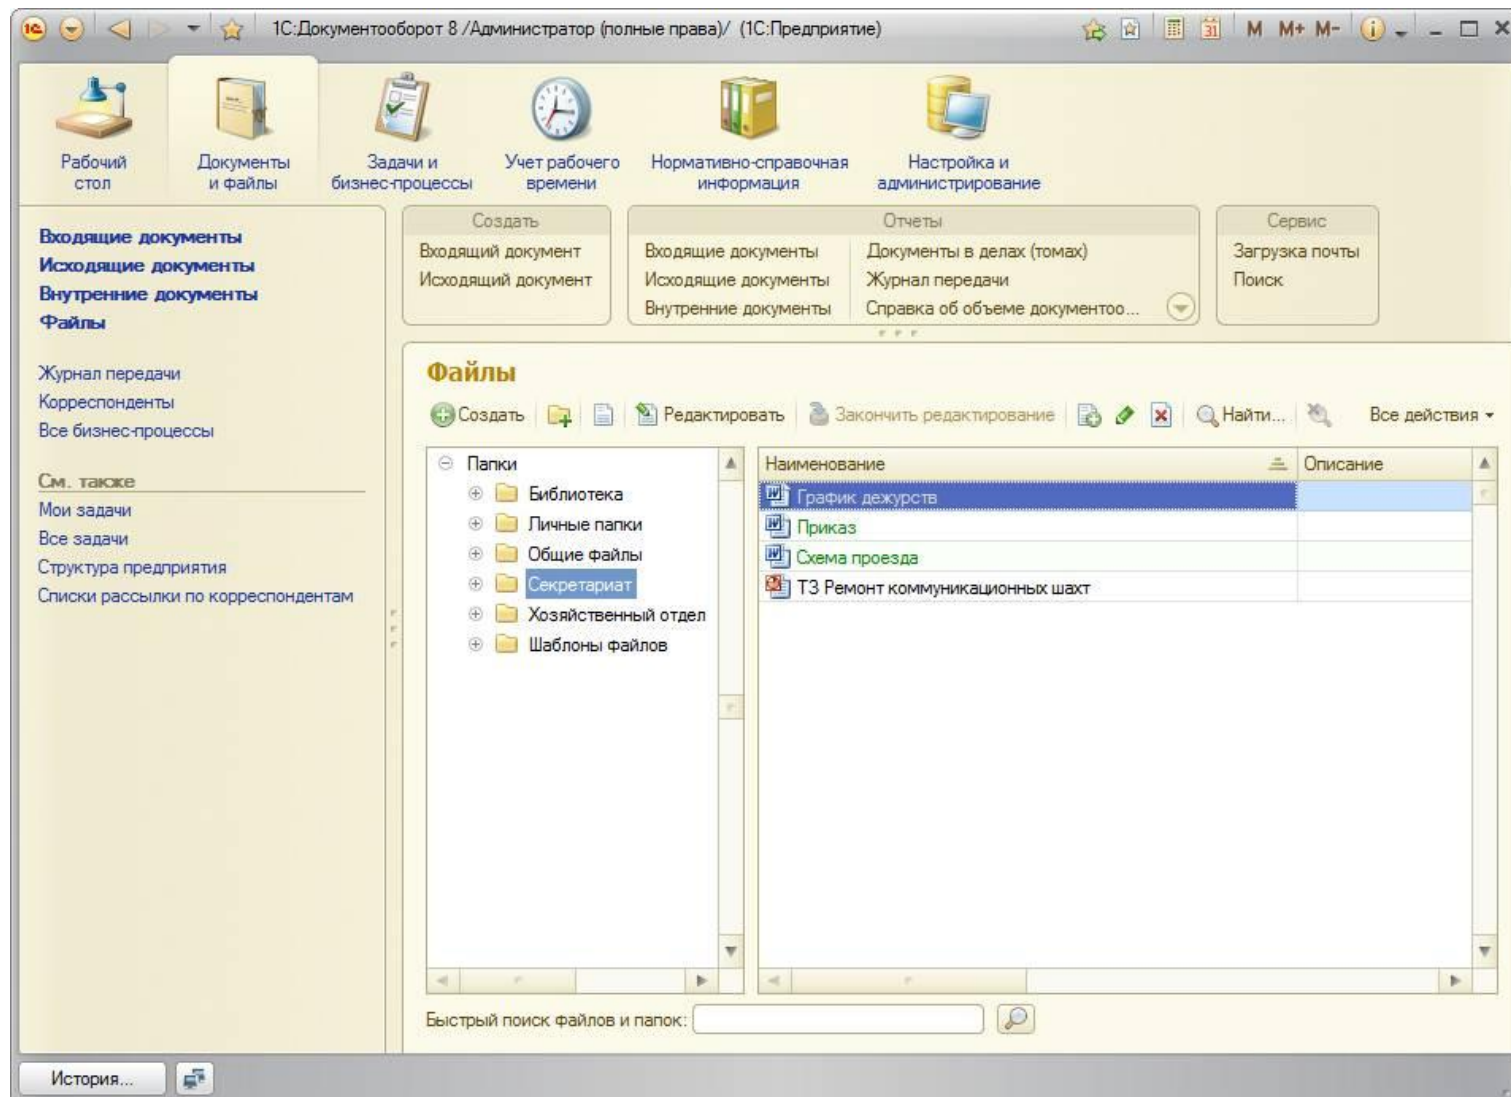 1С:Документооборот 8 /Администратор (полные права)/ (1С:Предприятие)
31 M M+ M-
Рабочий
стол
Документы
и файлы
Задачи и
бизнес-процессы
Учет рабочего
времени
Нормативно-справочная
информация
Настройка и
администрирование
Входящие документы
Исходящие документы
Внутренние документы
Файлы
Журнал передачи
Корреспонденты
Все бизнес-процессы
См. также
Мои задачи
Все задачи
Структура предприятия
Списки рассылки по корреспондентам
Создать
Входящий документ
Исходящий документ
Отчеты
Входящие документы
Исходящие документы
Внутренние документы
Документы в делах (томах)
Журнал передачи
Справка об объеме документоо...
Сервис
Загрузка почты
Поиск
Файлы
Создать Редактировать Закончить редактирование Найти... Все действия
Папки
Библиотека
Личные папки
Общие файлы
Секретариат
Хозяйственный отдел
Шаблоны файлов
Наименование Описание
График дежурств
Приказ
Схема проезда
ТЗ Ремонт коммуникационных шахт
Быстрый поиск файлов и папок:
История...